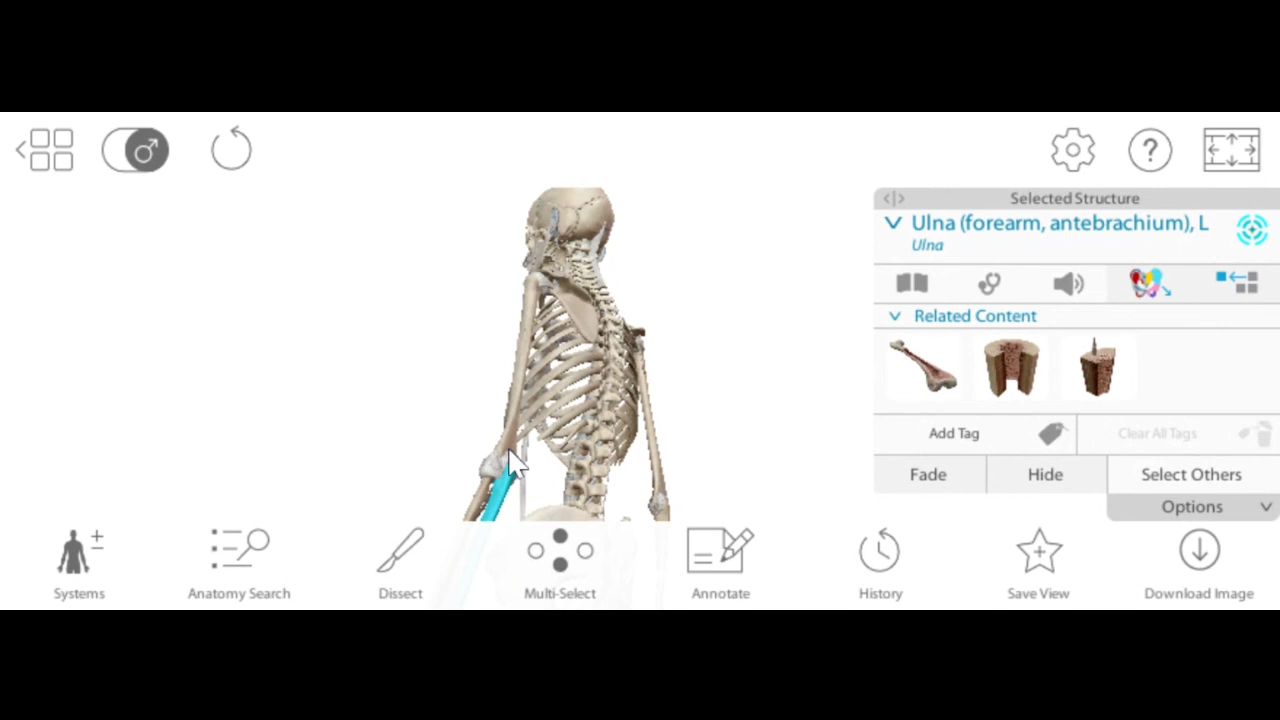 Selected Structure
Ulna (forearm, antebrachium), L
Ulna
Related Content
Add Tag
Clear All Tags
Fade
Hide
Select Others
Options
Systems
Anatomy Search
Dissect
Multi-Select
Annotate
History
Save View
Download Image